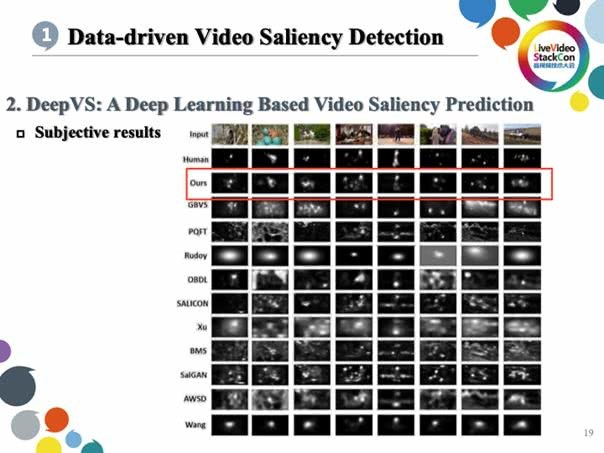 1 Data-driven Video Saliency Detection
LiveVideo
StackCon
音视频技术大会
2. DeepVS: A Deep Learning Based Video Saliency Prediction
Subjective results
Input
Human
Ours
GBVS
PQFT
Rudoy
OBDL
SALICON
Xu
BMS
SalGAN
AWSD
Wang
19